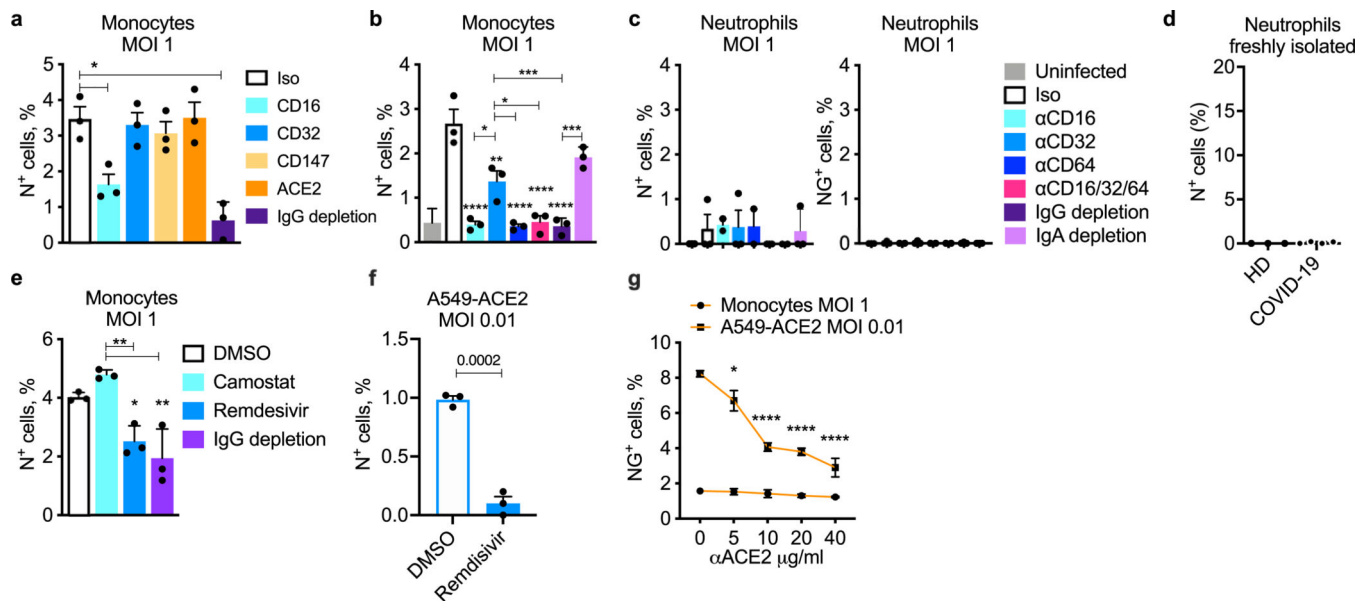 a
Monocytes
MOI 1
N+ cells, %
5
4
3
2
1
0
*
Iso
CD16
CD32
CD147
ACE2
IgG depletion
b
Monocytes
MOI 1
N+ cells, %
4
3
2
1
0
***
*
*
**
***
****
****
****
****
c
Neutrophils
MOI 1
N+ cells, %
4
3
2
1
0
Neutrophils
MOI 1
NG+ cells, %
4
3
2
1
0
Uninfected
Iso
αCD16
αCD32
αCD64
αCD16/32/64
IgG depletion
IgA depletion
d
Neutrophils
freshly isolated
N+ cells (%)
20
15
10
5
0
HD
COVID-19
e
Monocytes
MOI 1
N+ cells, %
6
4
2
0
**
*
**
DMSO
Camostat
Remdesivir
IgG depletion
f
A549-ACE2
MOI 0.01
N+ cells, %
1.5
1.0
0.5
0.0
0.0002
DMSO
Remdisivir
g
Monocytes MOI 1
A549-ACE2 MOI 0.01
NG+ cells, %
10
8
6
4
2
0
*
****
****
****
0
5
10
20
40
αACE2 μg/ml